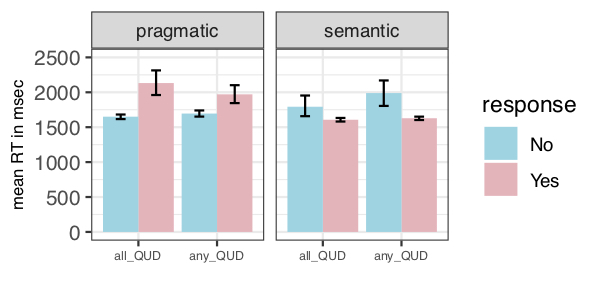 pragmatic semantic
2500
2000
1500
1000
500
0
mean RT in msec
all_QUD any_QUD all_QUD any_QUD
response
No
Yes